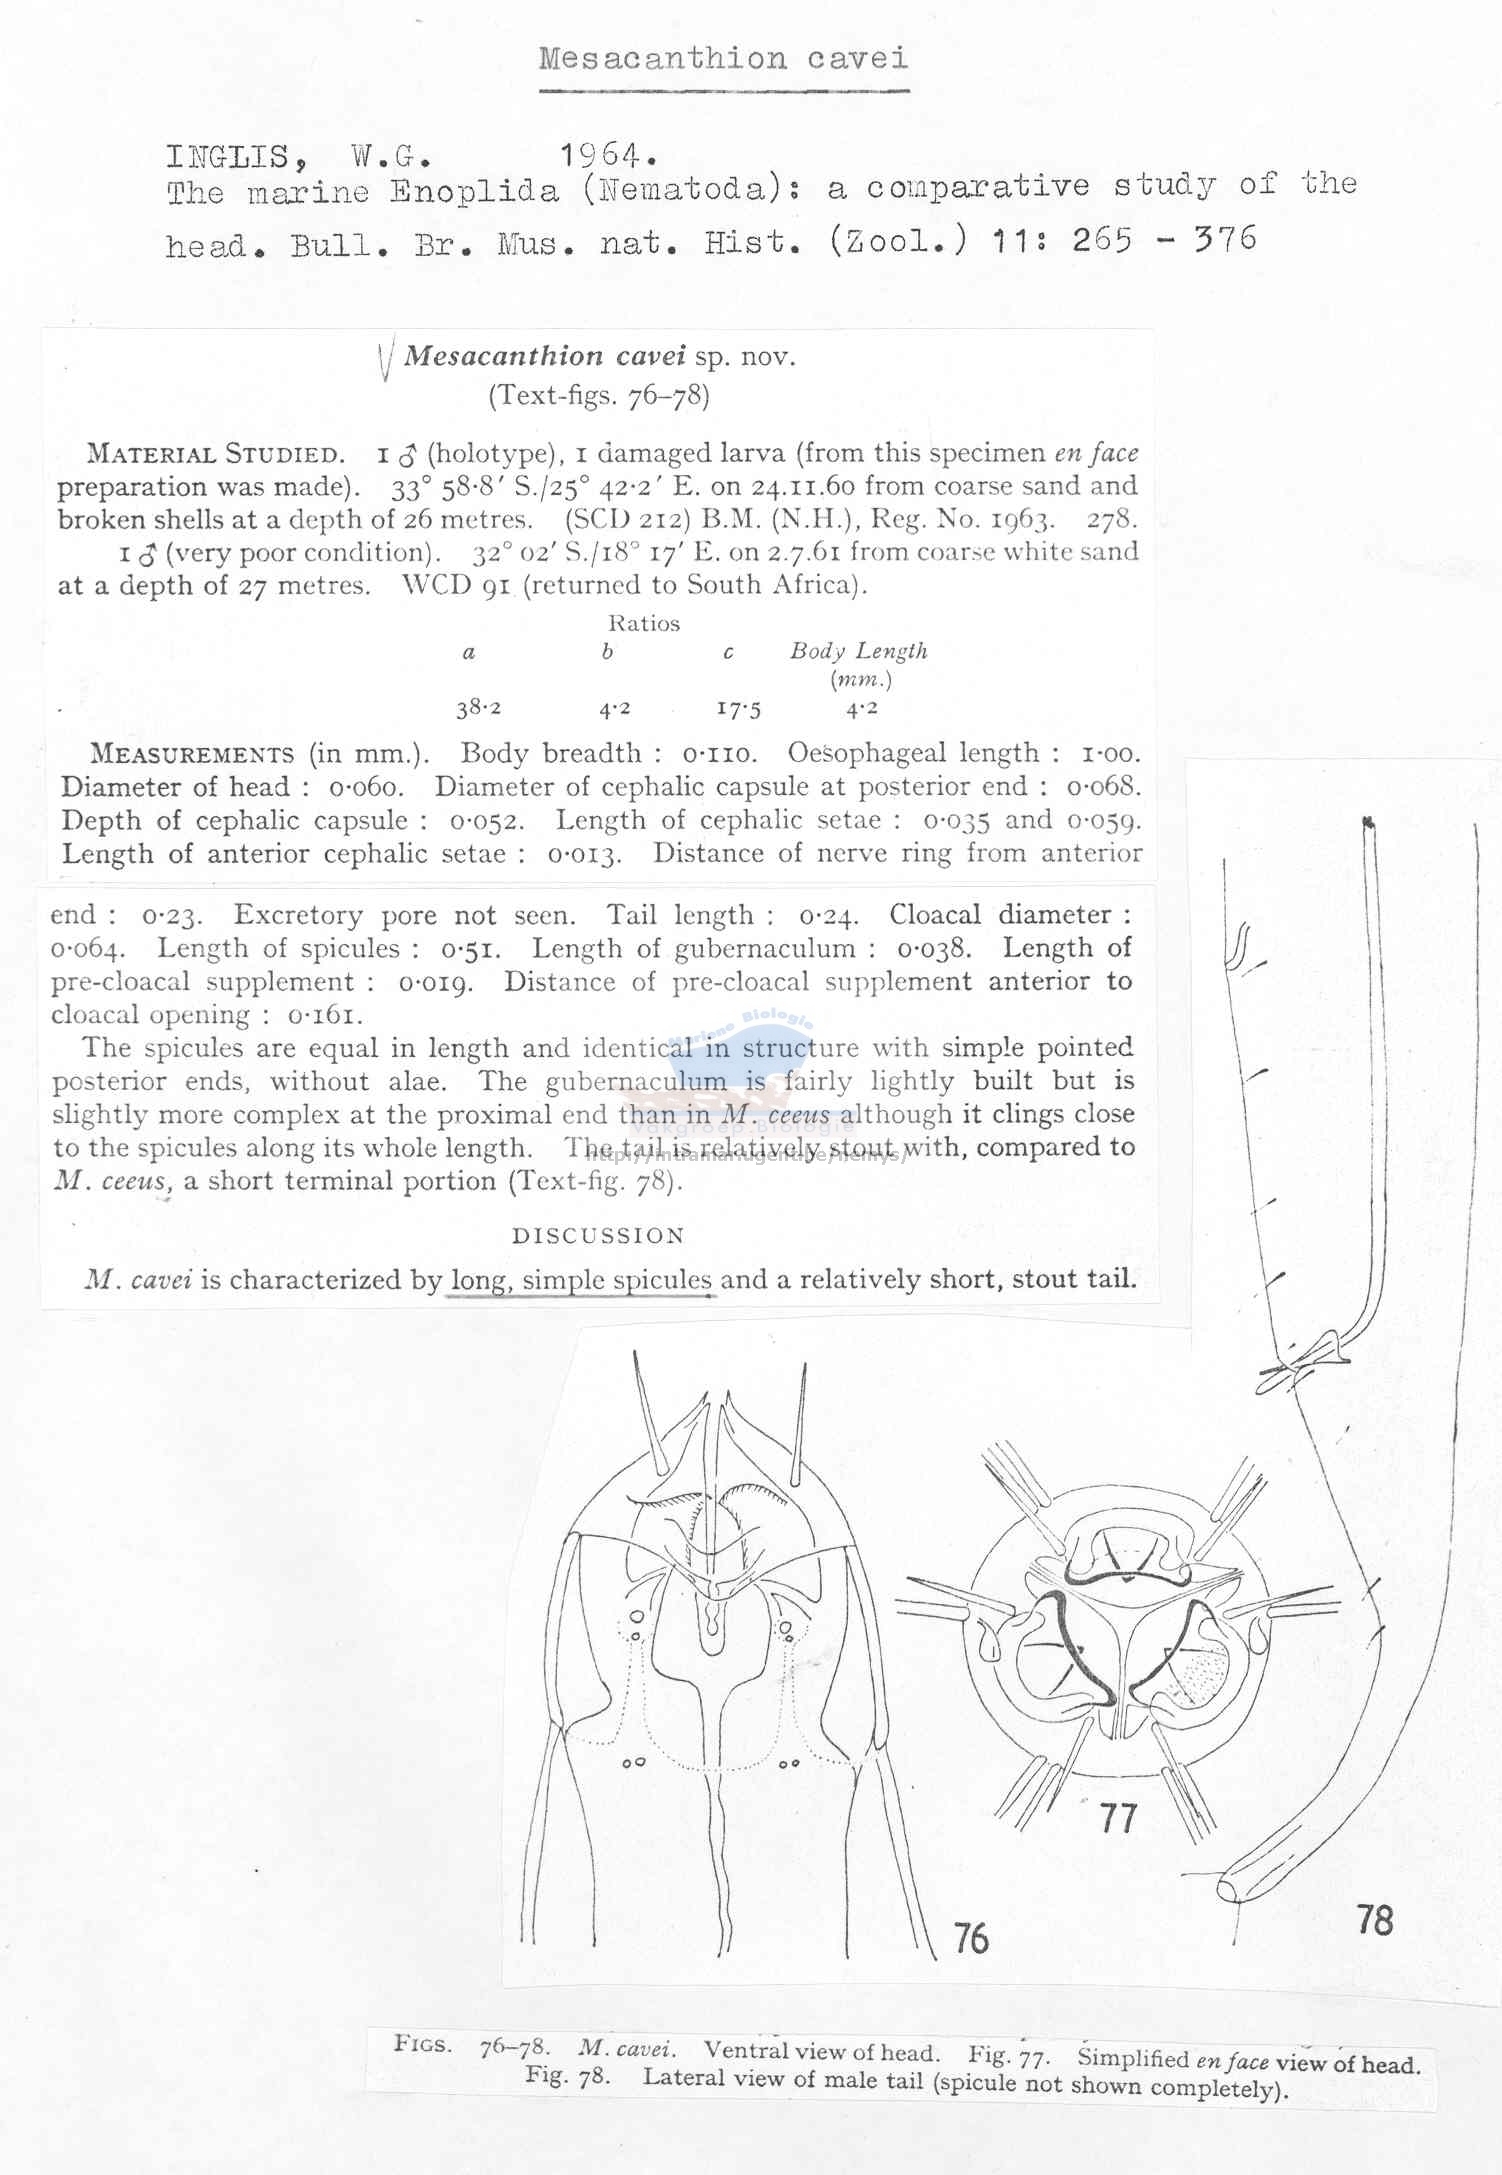 Mesacanthion cavei
INGLIS, W.G. 1964.
The marine Enoplida (Nematoda): a comparative study of the
head. Bull. Br. Mus. nat. Hist. (Zool.) 11: 265 - 376
Mesacanthion cavei sp. nov.
(Text-figs. 76–78)
MATERIAL STUDIED. 1 ♂ (holotype), 1 damaged larva (from this specimen en face
preparation was made). 33° 58·8′ S./25° 42·2′ E. on 24.11.60 from coarse sand and
broken shells at a depth of 26 metres. (SCD 212) B.M. (N.H.), Reg. No. 1963. 278.
1 ♂ (very poor condition). 32° 02′ S./18° 17′ E. on 2.7.61 from coarse white sand
at a depth of 27 metres. WCD 91 (returned to South Africa).
Ratios
a b c Body Length
(mm.)
38·2 4·2 17·5 4·2
MEASUREMENTS (in mm.). Body breadth : 0·110. Oesophageal length : 1·00.
Diameter of head : 0·060. Diameter of cephalic capsule at posterior end : 0·068.
Depth of cephalic capsule : 0·052. Length of cephalic setae : 0·035 and 0·059.
Length of anterior cephalic setae : 0·013. Distance of nerve ring from anterior
end : 0·23. Excretory pore not seen. Tail length : 0·24. Cloacal diameter :
0·064. Length of spicules : 0·51. Length of gubernaculum : 0·038. Length of
pre-cloacal supplement : 0·019. Distance of pre-cloacal supplement anterior to
cloacal opening : 0·161.
Mariene Biologie
The spicules are equal in length and identical in structure with simple pointed
posterior ends, without alae. The gubernaculum is fairly lightly built but is
slightly more complex at the proximal end than in M. ceeus although it clings close
Vakgroep Biologie
to the spicules along its whole length. The tail is relatively stout with, compared to
M. ceeus, a short terminal portion (Text-fig. 78).
DISCUSSION
M. cavei is characterized by long, simple spicules and a relatively short, stout tail.
77
76
78
FIGS. 76–78. M. cavei. Ventral view of head. Fig. 77. Simplified en face view of head.
Fig. 78. Lateral view of male tail (spicule not shown completely).